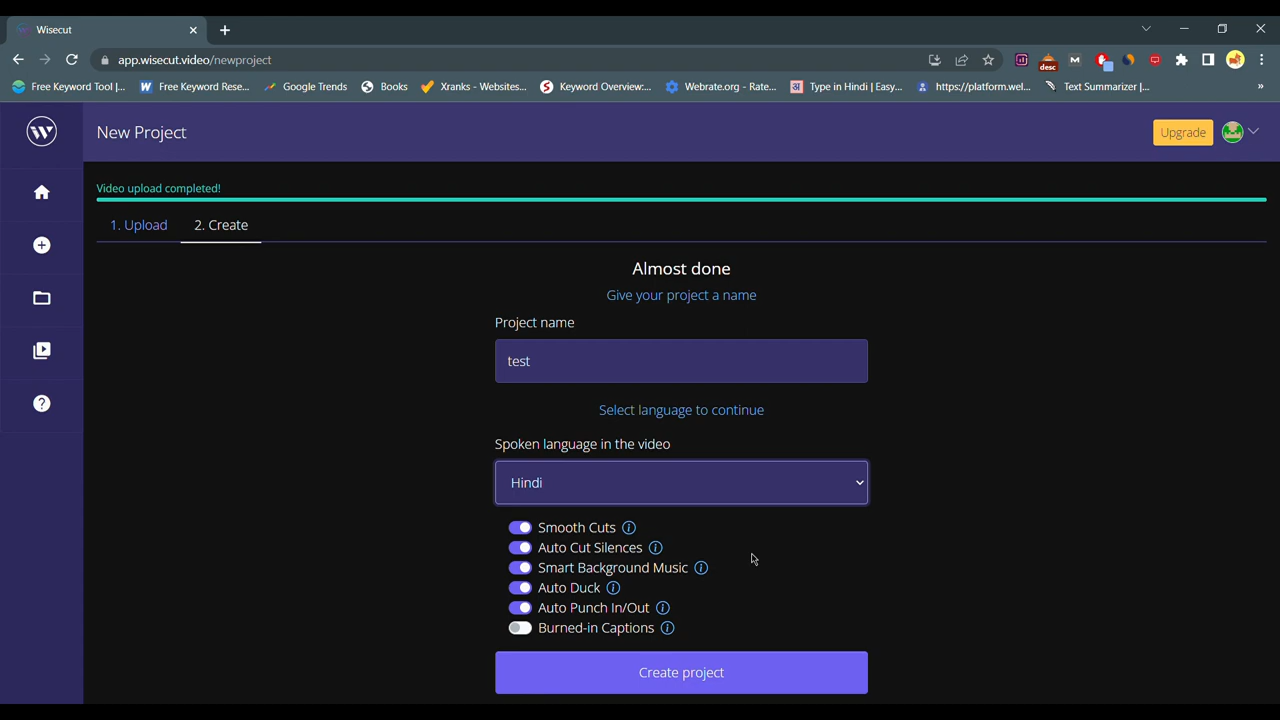 Wisecut
app.wisecut.video/newproject
Free Keyword Tool |... Free Keyword Rese... Google Trends Books Xranks - Websites... Keyword Overview:... Webrate.org - Rate... Type in Hindi | Easy... https://platform.wel... Text Summarizer |... »
New Project
Upgrade
Video upload completed!
1. Upload 2. Create
Almost done
Give your project a name
Project name
test
Select language to continue
Spoken language in the video
Hindi
Smooth Cuts
Auto Cut Silences
Smart Background Music
Auto Duck
Auto Punch In/Out
Burned-in Captions
Create project